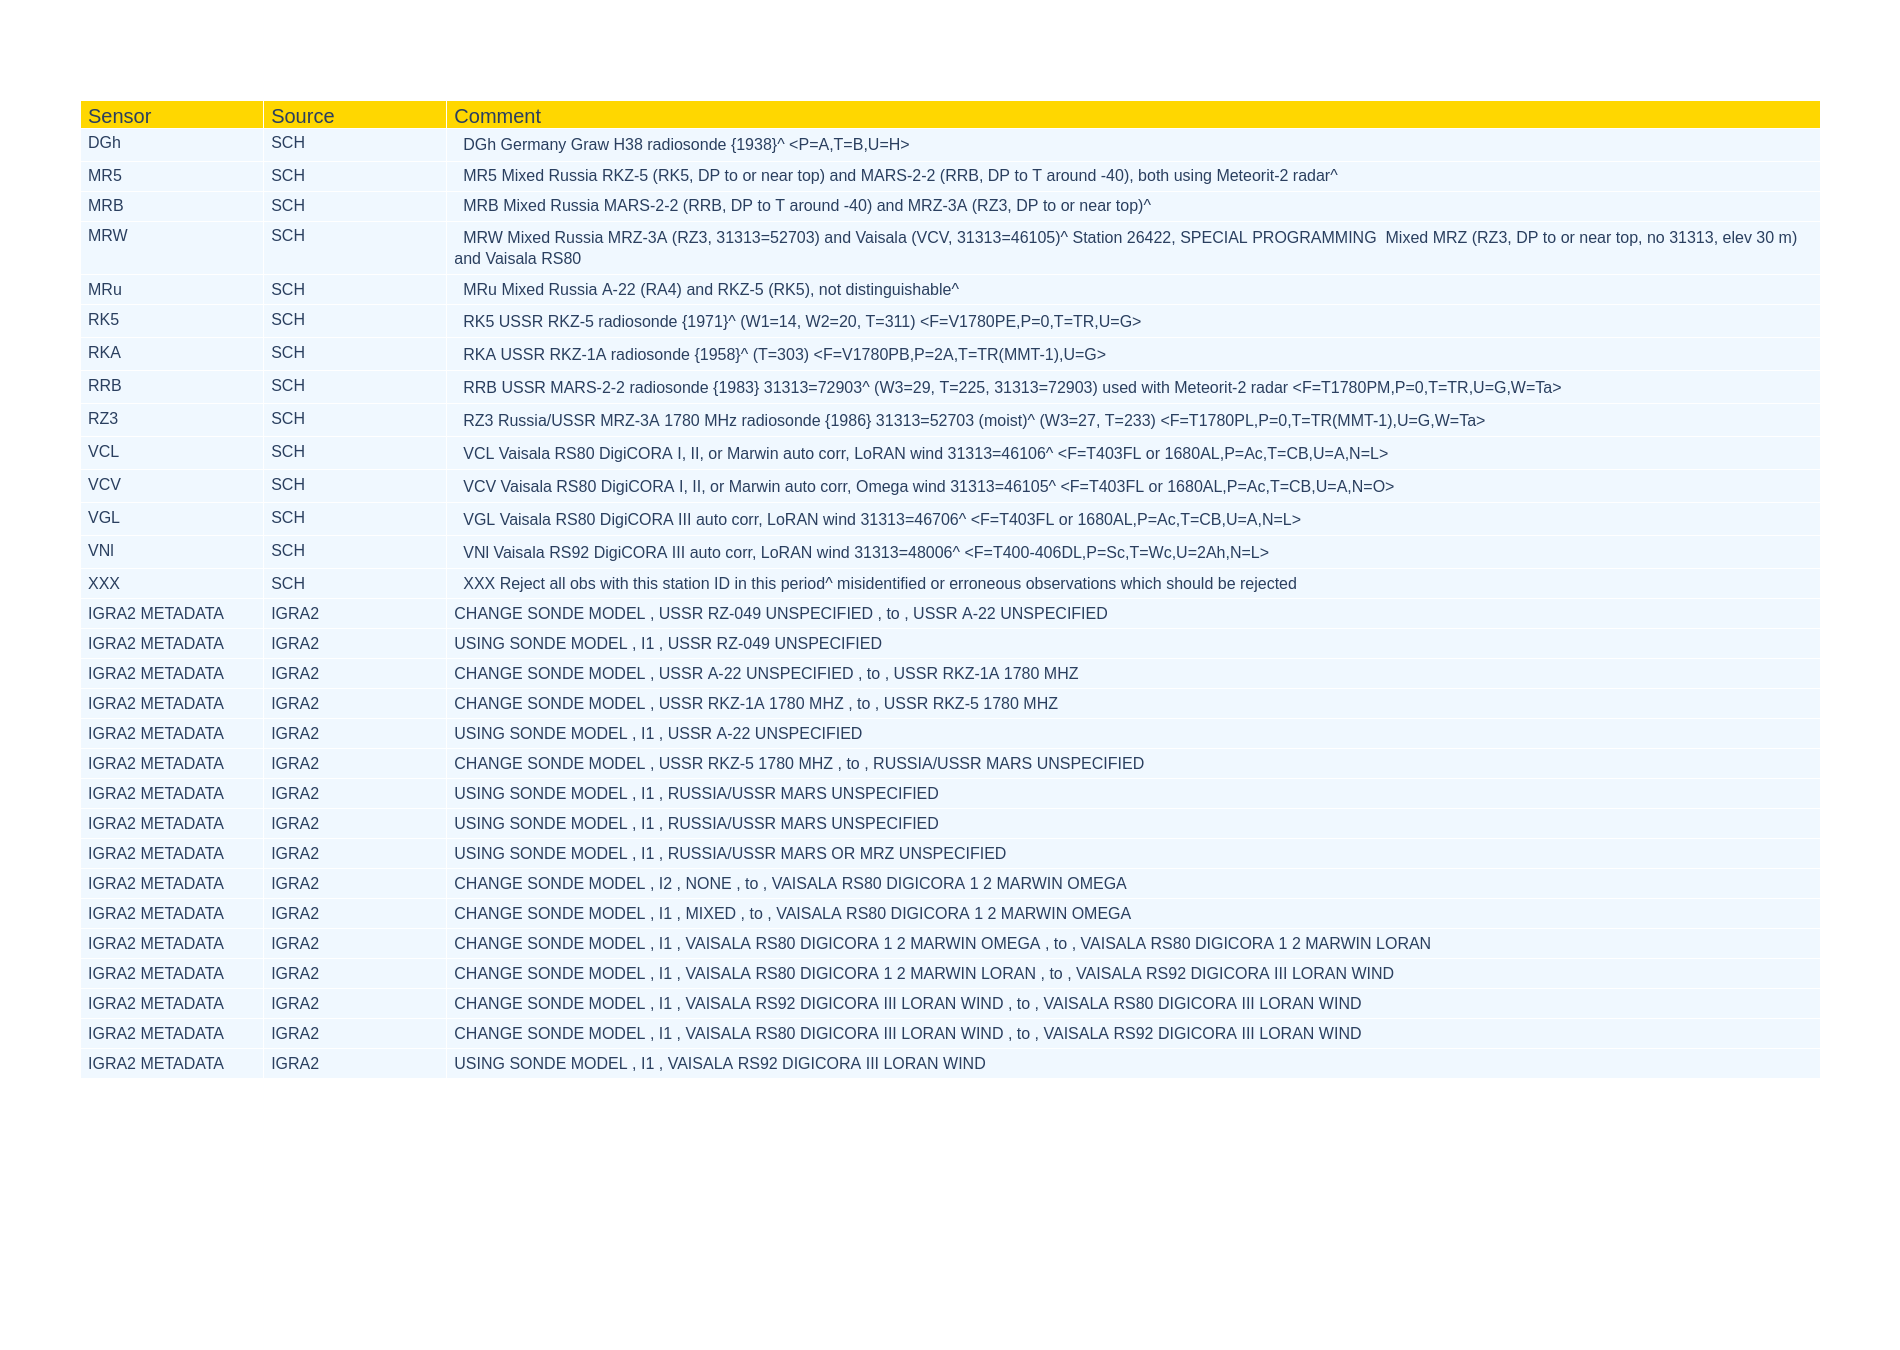 Sensor Source Comment
DGh SCH DGh Germany Graw H38 radiosonde {1938}^ <P=A,T=B,U=H>
MR5 SCH MR5 Mixed Russia RKZ-5 (RK5, DP to or near top) and MARS-2-2 (RRB, DP to T around -40), both using Meteorit-2 radar^
MRB SCH MRB Mixed Russia MARS-2-2 (RRB, DP to T around -40) and MRZ-3A (RZ3, DP to or near top)^
MRW SCH MRW Mixed Russia MRZ-3A (RZ3, 31313=52703) and Vaisala (VCV, 31313=46105)^ Station 26422, SPECIAL PROGRAMMING Mixed MRZ (RZ3, DP to or near top, no 31313, elev 30 m)
and Vaisala RS80
MRu SCH MRu Mixed Russia A-22 (RA4) and RKZ-5 (RK5), not distinguishable^
RK5 SCH RK5 USSR RKZ-5 radiosonde {1971}^ (W1=14, W2=20, T=311) <F=V1780PE,P=0,T=TR,U=G>
RKA SCH RKA USSR RKZ-1A radiosonde {1958}^ (T=303) <F=V1780PB,P=2A,T=TR(MMT-1),U=G>
RRB SCH RRB USSR MARS-2-2 radiosonde {1983} 31313=72903^ (W3=29, T=225, 31313=72903) used with Meteorit-2 radar <F=T1780PM,P=0,T=TR,U=G,W=Ta>
RZ3 SCH RZ3 Russia/USSR MRZ-3A 1780 MHz radiosonde {1986} 31313=52703 (moist)^ (W3=27, T=233) <F=T1780PL,P=0,T=TR(MMT-1),U=G,W=Ta>
VCL SCH VCL Vaisala RS80 DigiCORA I, II, or Marwin auto corr, LoRAN wind 31313=46106^ <F=T403FL or 1680AL,P=Ac,T=CB,U=A,N=L>
VCV SCH VCV Vaisala RS80 DigiCORA I, II, or Marwin auto corr, Omega wind 31313=46105^ <F=T403FL or 1680AL,P=Ac,T=CB,U=A,N=O>
VGL SCH VGL Vaisala RS80 DigiCORA III auto corr, LoRAN wind 31313=46706^ <F=T403FL or 1680AL,P=Ac,T=CB,U=A,N=L>
VNl SCH VNl Vaisala RS92 DigiCORA III auto corr, LoRAN wind 31313=48006^ <F=T400-406DL,P=Sc,T=Wc,U=2Ah,N=L>
XXX SCH XXX Reject all obs with this station ID in this period^ misidentified or erroneous observations which should be rejected
IGRA2 METADATA IGRA2 CHANGE SONDE MODEL , USSR RZ-049 UNSPECIFIED , to , USSR A-22 UNSPECIFIED
IGRA2 METADATA IGRA2 USING SONDE MODEL , I1 , USSR RZ-049 UNSPECIFIED
IGRA2 METADATA IGRA2 CHANGE SONDE MODEL , USSR A-22 UNSPECIFIED , to , USSR RKZ-1A 1780 MHZ
IGRA2 METADATA IGRA2 CHANGE SONDE MODEL , USSR RKZ-1A 1780 MHZ , to , USSR RKZ-5 1780 MHZ
IGRA2 METADATA IGRA2 USING SONDE MODEL , I1 , USSR A-22 UNSPECIFIED
IGRA2 METADATA IGRA2 CHANGE SONDE MODEL , USSR RKZ-5 1780 MHZ , to , RUSSIA/USSR MARS UNSPECIFIED
IGRA2 METADATA IGRA2 USING SONDE MODEL , I1 , RUSSIA/USSR MARS UNSPECIFIED
IGRA2 METADATA IGRA2 USING SONDE MODEL , I1 , RUSSIA/USSR MARS UNSPECIFIED
IGRA2 METADATA IGRA2 USING SONDE MODEL , I1 , RUSSIA/USSR MARS OR MRZ UNSPECIFIED
IGRA2 METADATA IGRA2 CHANGE SONDE MODEL , I2 , NONE , to , VAISALA RS80 DIGICORA 1 2 MARWIN OMEGA
IGRA2 METADATA IGRA2 CHANGE SONDE MODEL , I1 , MIXED , to , VAISALA RS80 DIGICORA 1 2 MARWIN OMEGA
IGRA2 METADATA IGRA2 CHANGE SONDE MODEL , I1 , VAISALA RS80 DIGICORA 1 2 MARWIN OMEGA , to , VAISALA RS80 DIGICORA 1 2 MARWIN LORAN
IGRA2 METADATA IGRA2 CHANGE SONDE MODEL , I1 , VAISALA RS80 DIGICORA 1 2 MARWIN LORAN , to , VAISALA RS92 DIGICORA III LORAN WIND
IGRA2 METADATA IGRA2 CHANGE SONDE MODEL , I1 , VAISALA RS92 DIGICORA III LORAN WIND , to , VAISALA RS80 DIGICORA III LORAN WIND
IGRA2 METADATA IGRA2 CHANGE SONDE MODEL , I1 , VAISALA RS80 DIGICORA III LORAN WIND , to , VAISALA RS92 DIGICORA III LORAN WIND
IGRA2 METADATA IGRA2 USING SONDE MODEL , I1 , VAISALA RS92 DIGICORA III LORAN WIND